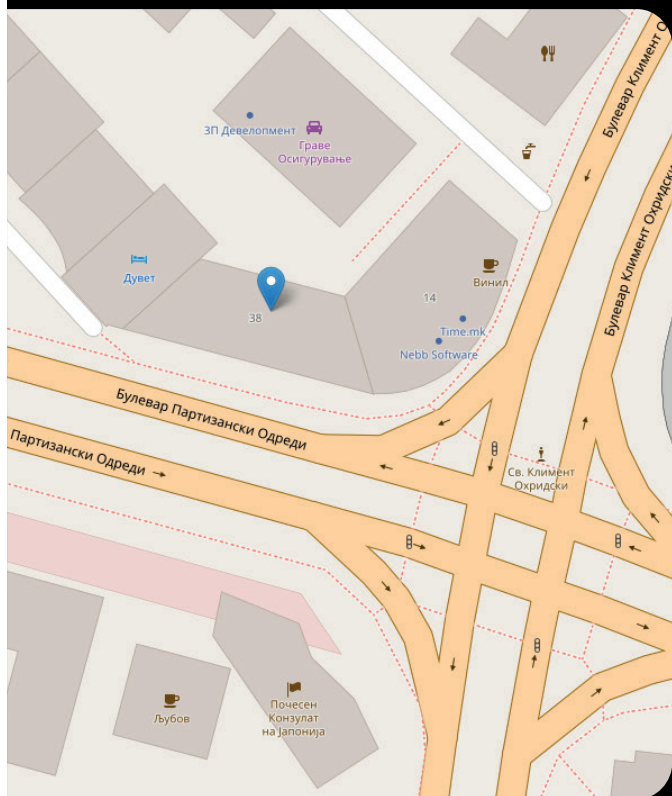 Булевар Климент О
ЗП Девелопмент
Граве
Осигурување
Булевар Климент Охридски
Дувет
Винил
14
38
Time.mk
Nebb Software
Булевар Партизански Одреди
Партизански Одреди
Св. Климент
Охридски
Љубов
Почесен
Конзулат
на Јапонија